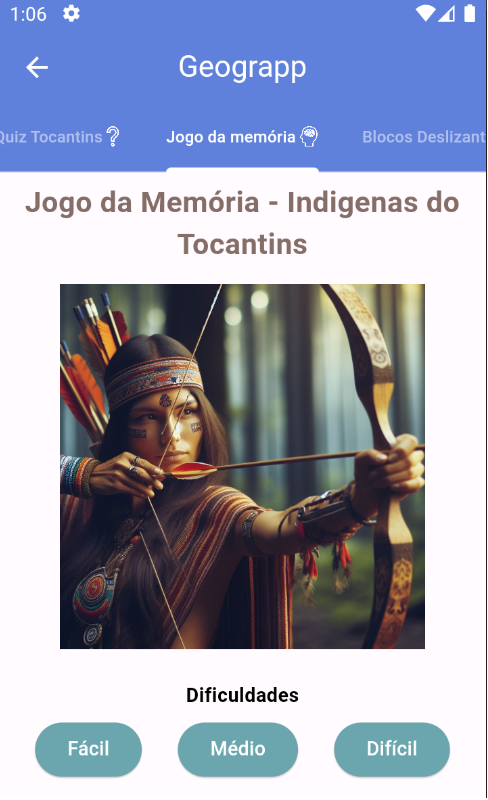 1:06
Geograpp
Quiz Tocantins
Jogo da memória
Blocos Deslizant
Jogo da Memória - Indigenas do
Tocantins
Dificuldades
Fácil
Médio
Difícil